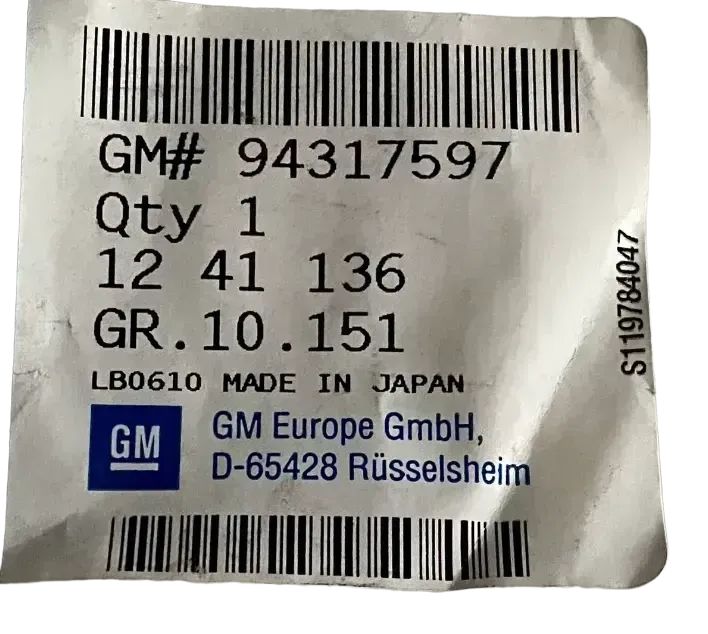 GM# 94317597
Qty 1
12 41 136
GR.10.151
LB0610 MADE IN JAPAN
GM
GM Europe GmbH,
D-65428 Rüsselsheim
S119784047